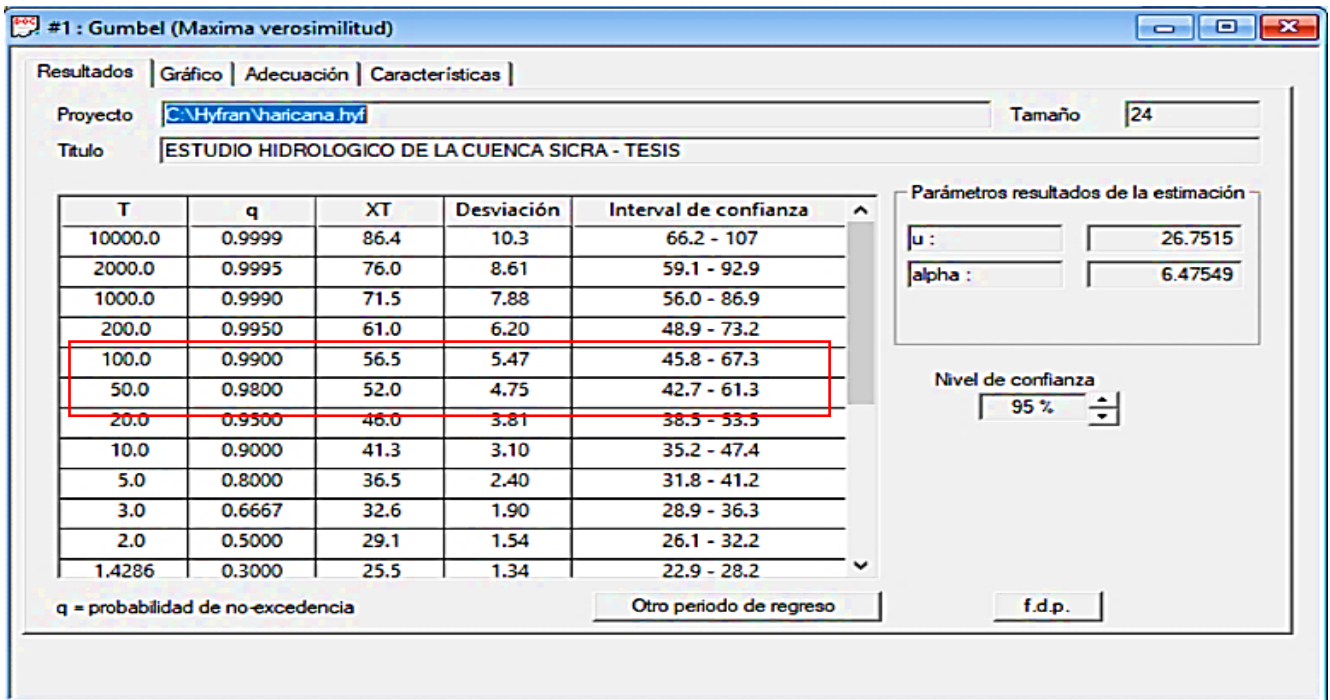 #1 : Gumbel (Maxima verosimilitud)
Resultados Gráfico Adecuación Características
Proyecto C:\Hyfran\haricana.hyf Tamaño 24
Titulo ESTUDIO HIDROLOGICO DE LA CUENCA SICRA - TESIS
Parámetros resultados de la estimación
T q XT Desviación Interval de confianza
10000.0 0.9999 86.4 10.3 66.2 - 107 u : 26.7515
2000.0 0.9995 76.0 8.61 59.1 - 92.9 alpha : 6.47549
1000.0 0.9990 71.5 7.88 56.0 - 86.9
200.0 0.9950 61.0 6.20 48.9 - 73.2
100.0 0.9900 56.5 5.47 45.8 - 67.3
50.0 0.9800 52.0 4.75 42.7 - 61.3 Nivel de confianza
20.0 0.9500 46.0 3.81 38.5 - 53.5 95 %
10.0 0.9000 41.3 3.10 35.2 - 47.4
5.0 0.8000 36.5 2.40 31.8 - 41.2
3.0 0.6667 32.6 1.90 28.9 - 36.3
2.0 0.5000 29.1 1.54 26.1 - 32.2
1.4286 0.3000 25.5 1.34 22.9 - 28.2
q = probabilidad de no-excedencia Otro periodo de regreso f.d.p.